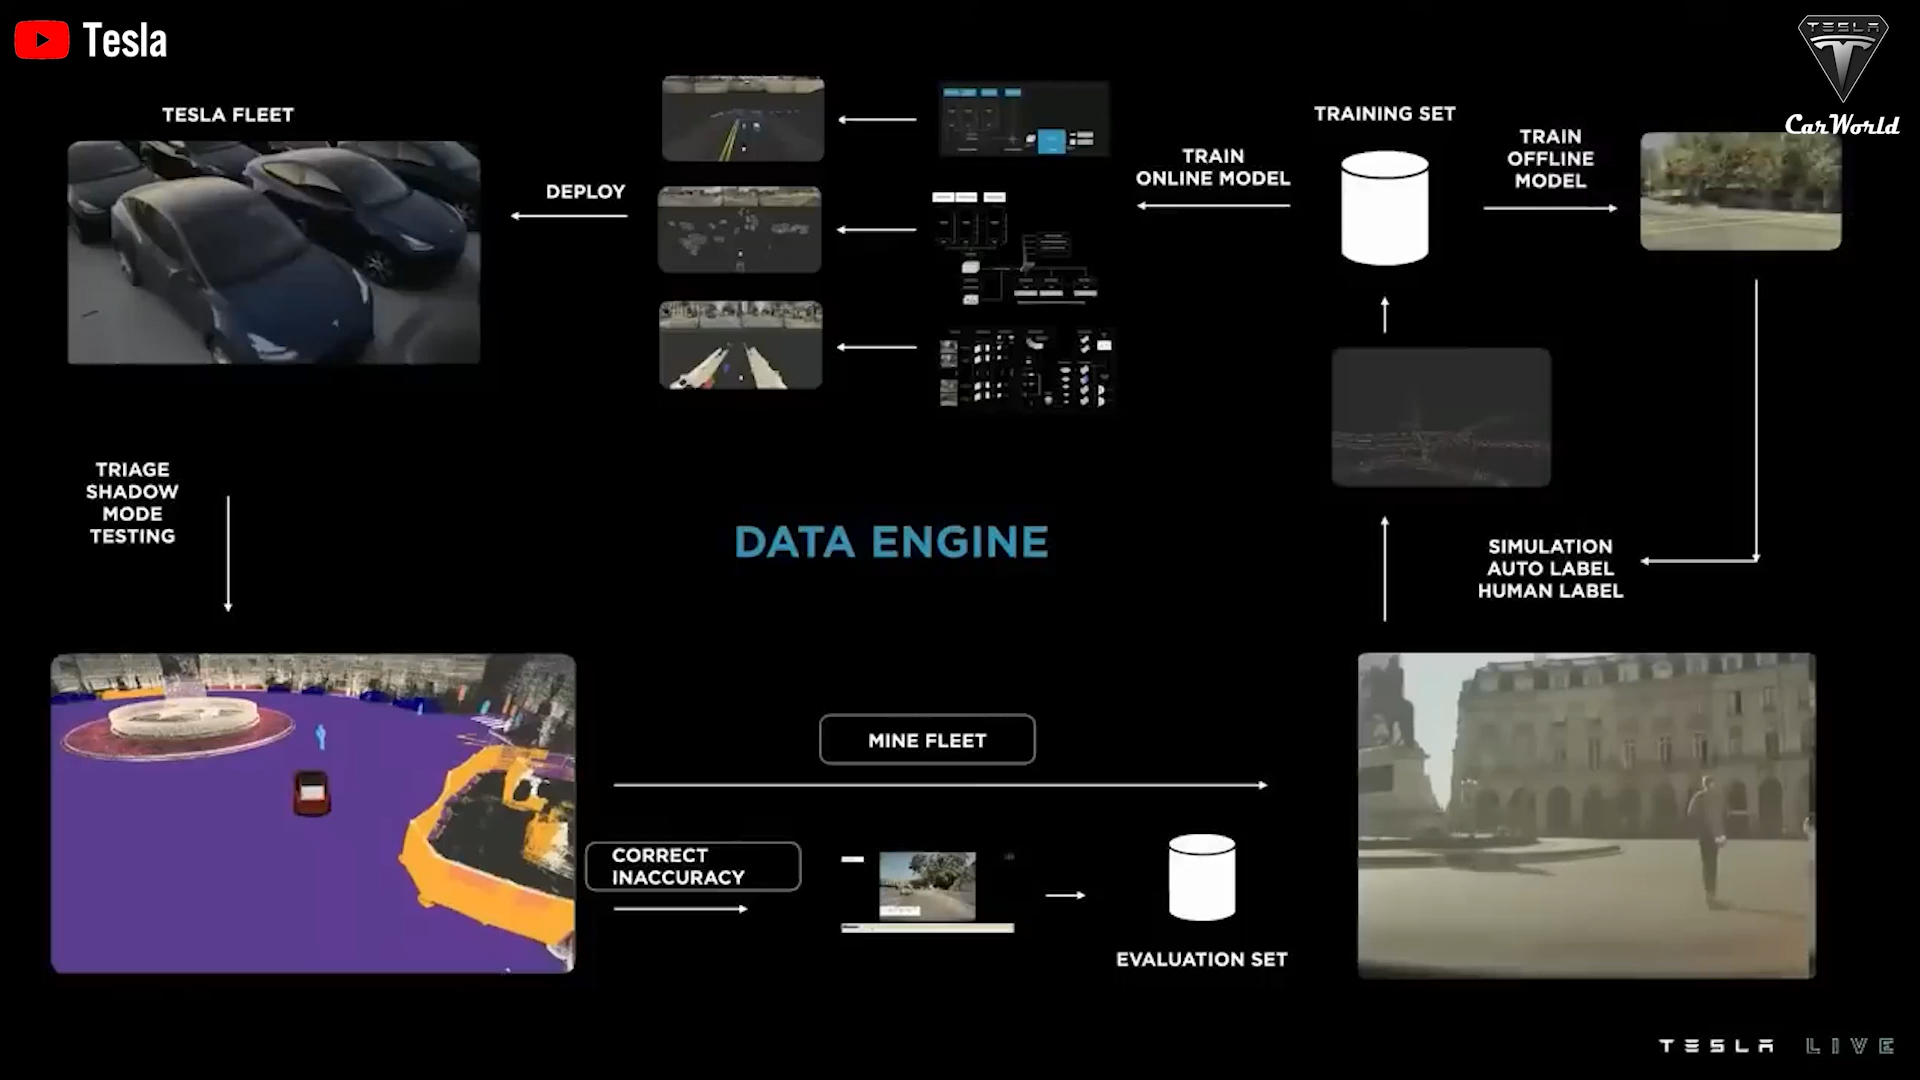 Tesla
TESLA
CarWorld
TESLA FLEET
DEPLOY
TRAIN
ONLINE MODEL
TRAINING SET
TRAIN
OFFLINE
MODEL
TRIAGE
SHADOW
MODE
TESTING
DATA ENGINE
SIMULATION
AUTO LABEL
HUMAN LABEL
MINE FLEET
CORRECT
INACCURACY
EVALUATION SET
TESLA LIVE